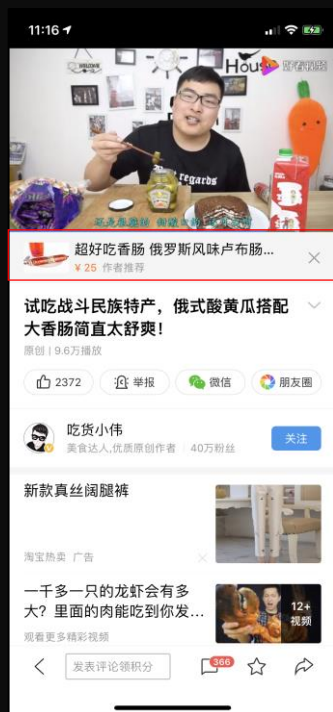 11:16
House
好看视频
regards
超好吃香肠 俄罗斯风味卢布肠...
¥ 25 作者推荐
试吃战斗民族特产，俄式酸黄瓜搭配
大香肠简直太舒爽！
原创 | 9.6万播放
2372
举报
微信
朋友圈
吃货小伟
美食达人,优质原创作者 | 40万粉丝
关注
新款真丝阔腿裤
淘宝热卖 广告
一千多一只的龙虾会有多
大？里面的肉能吃到你发...
观看更多精彩视频
12+
视频
发表评论领积分
366